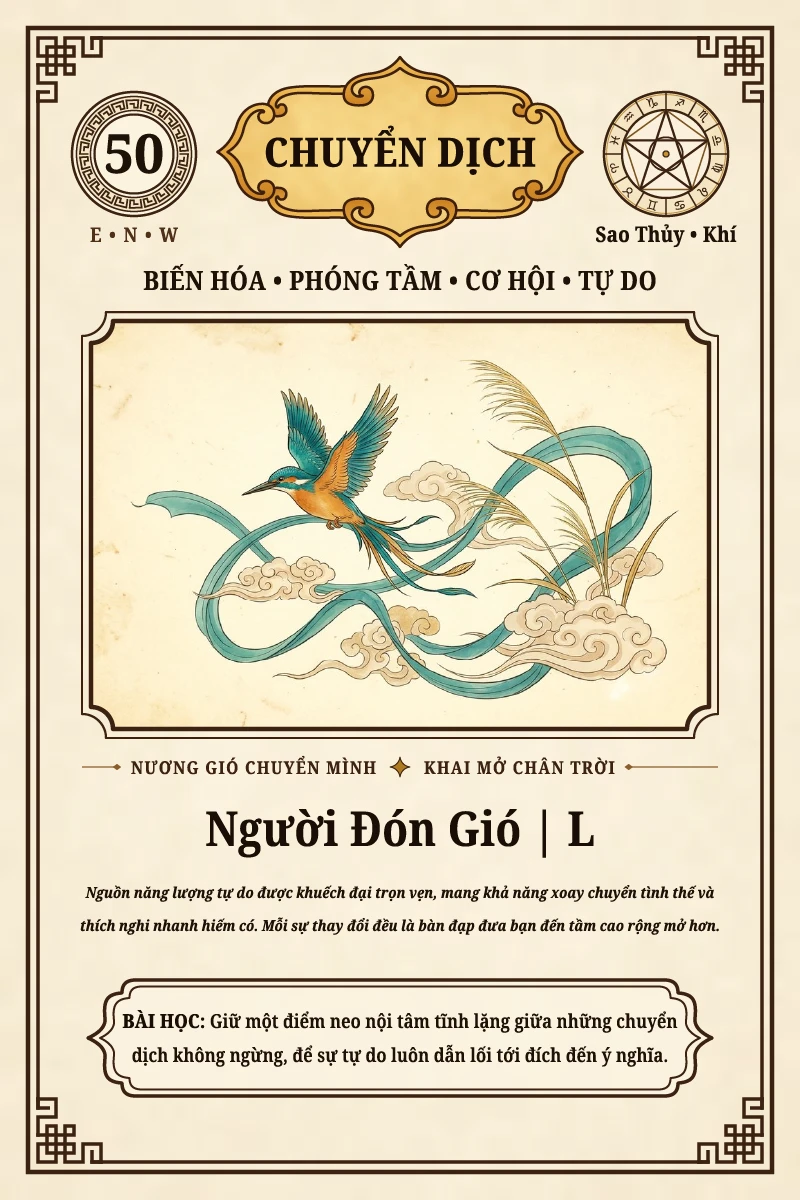 50
CHUYỂN DỊCH
E • N • W
Sao Thủy • Khí
BIẾN HÓA • PHÓNG TẦM • CƠ HỘI • TỰ DO
NƯƠNG GIÓ CHUYỂN MÌNH ✦ KHAI MỞ CHÂN TRỜI
Người Đón Gió | L
Nguồn năng lượng tự do được khuếch đại trọn vẹn, mang khả năng xoay chuyển tình thế và
thích nghi nhanh hiếm có. Mỗi sự thay đổi đều là bàn đạp đưa bạn đến tầm cao rộng mở hơn.
BÀI HỌC: Giữ một điểm neo nội tâm tĩnh lặng giữa những chuyển
dịch không ngừng, để sự tự do luôn dẫn lối tới đích đến ý nghĩa.